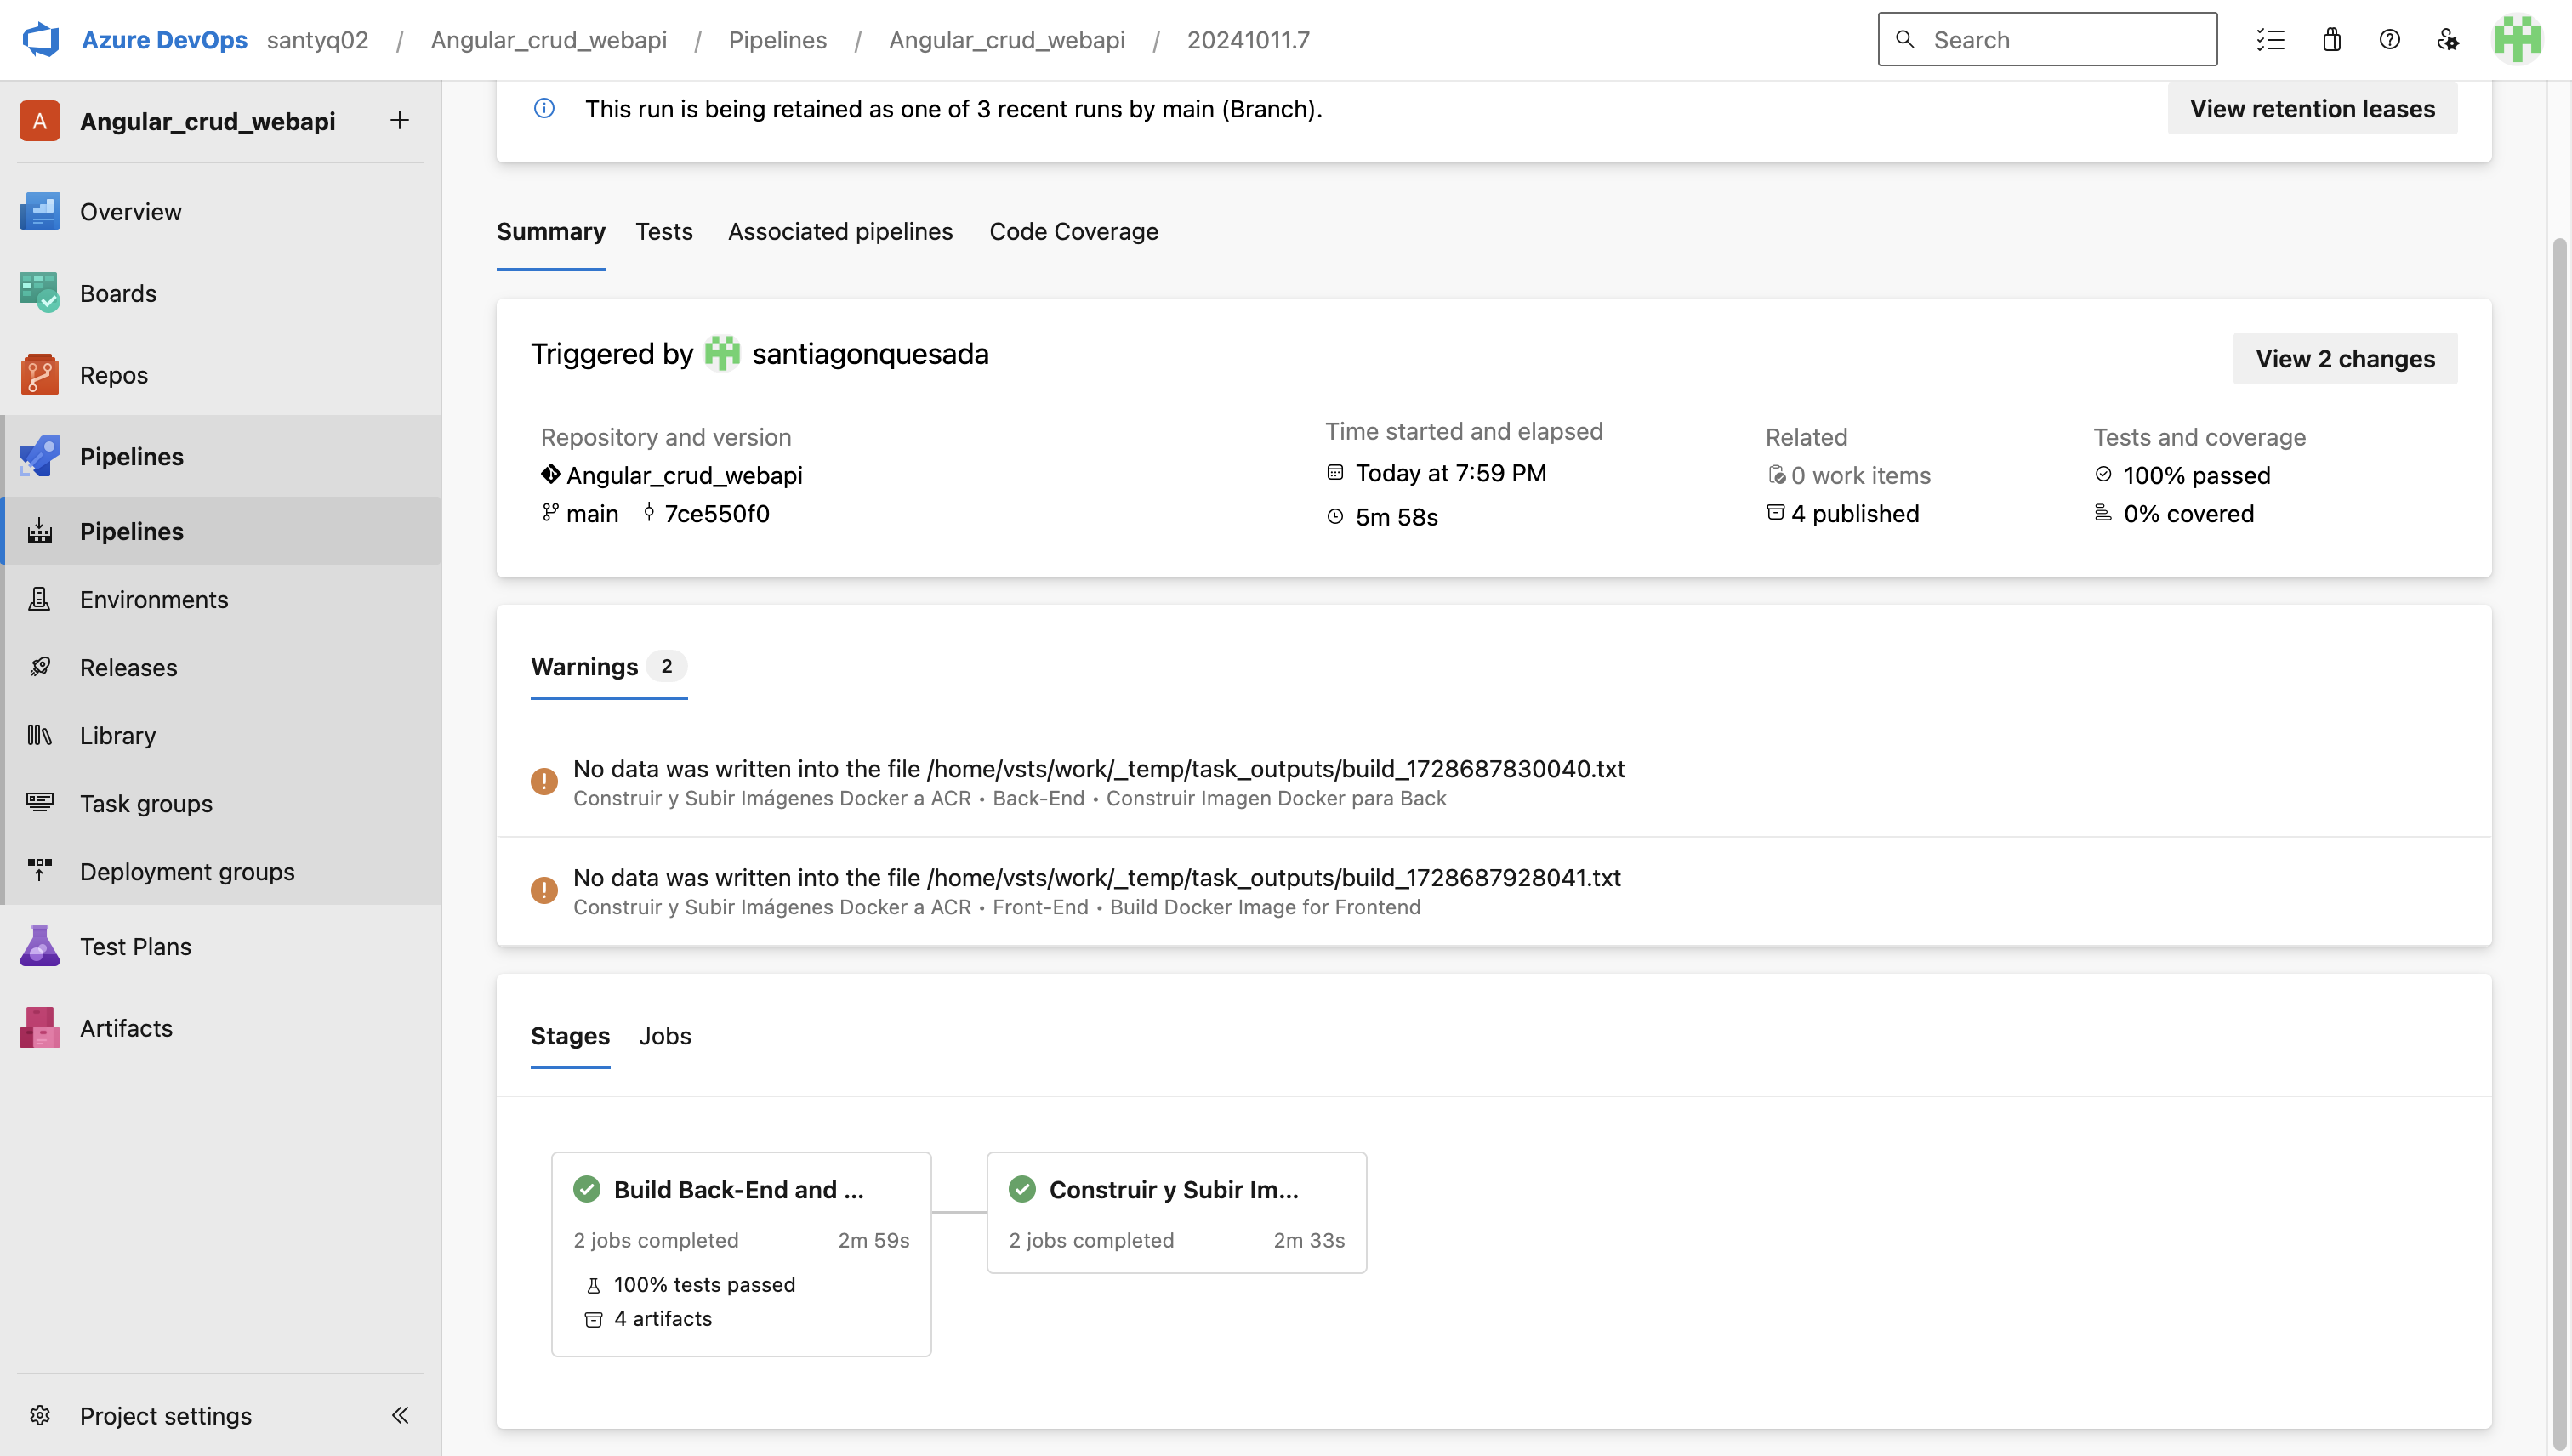 Azure DevOps santyq02 / Angular_crud_webapi / Pipelines / Angular_crud_webapi / 20241011.7
Search
A Angular_crud_webapi
Overview
Boards
Repos
Pipelines
Pipelines
Environments
Releases
Library
Task groups
Deployment groups
Test Plans
Artifacts
Project settings
This run is being retained as one of 3 recent runs by main (Branch).
View retention leases
Summary Tests Associated pipelines Code Coverage
Triggered by santiagonquesada
View 2 changes
Repository and version
Angular_crud_webapi
main 7ce550f0
Time started and elapsed
Today at 7:59 PM
5m 58s
Related
0 work items
4 published
Tests and coverage
100% passed
0% covered
Warnings 2
No data was written into the file /home/vsts/work/_temp/task_outputs/build_1728687830040.txt
Construir y Subir Imágenes Docker a ACR • Back-End • Construir Imagen Docker para Back
No data was written into the file /home/vsts/work/_temp/task_outputs/build_1728687928041.txt
Construir y Subir Imágenes Docker a ACR • Front-End • Build Docker Image for Frontend
Stages Jobs
Build Back-End and ...
2 jobs completed 2m 59s
100% tests passed
4 artifacts
Construir y Subir Im...
2 jobs completed 2m 33s